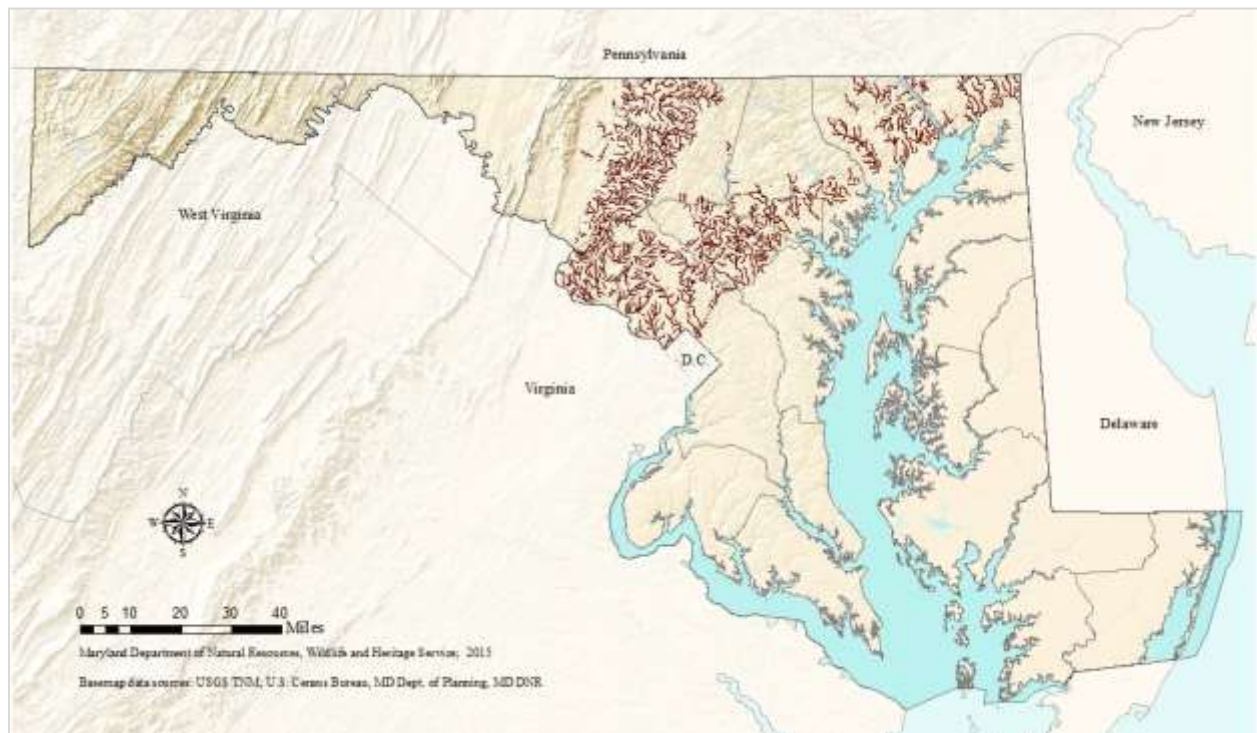 Pennsylvania
New Jersey
West Virginia
D C
Virginia
Delaware
N
W E
S
0 5 10 20 30 40
Miles
Maryland Department of Natural Resources, Wildlife and Heritage Service; 2015
Basemap data sources: USGS TNM, U.S. Census Bureau, MD Dept. of Planning, MD DNR